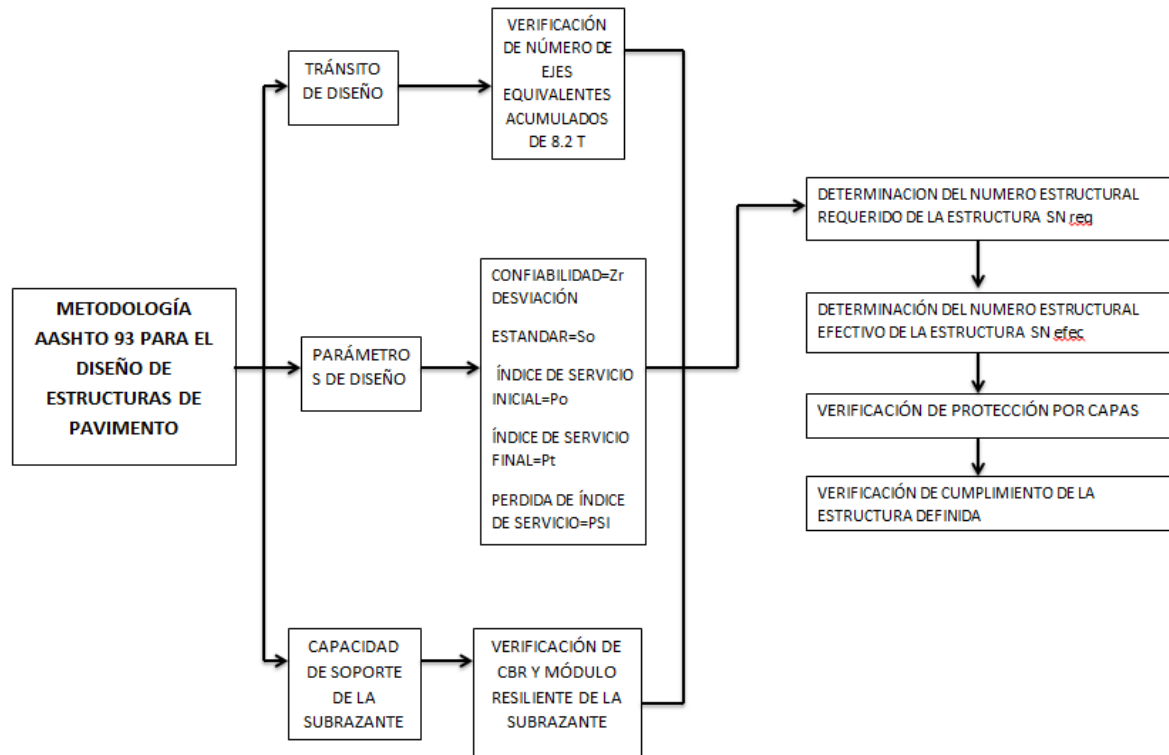 METODOLOGÍA
AASHTO 93 PARA EL
DISEÑO DE
ESTRUCTURAS DE
PAVIMENTO
TRÁNSITO
DE DISEÑO
VERIFICACIÓN
DE NÚMERO DE
EJES
EQUIVALENTES
ACUMULADOS
DE 8.2 T
PARÁMETRO
S DE DISEÑO
CONFIABILIDAD=Zr
DESVIACIÓN
ESTANDAR=So
ÍNDICE DE SERVICIO
INICIAL=Po
ÍNDICE DE SERVICIO
FINAL=Pt
PERDIDA DE ÍNDICE
DE SERVICIO=PSI
CAPACIDAD
DE SOPORTE
DE LA
SUBRAZANTE
VERIFICACIÓN DE
CBR Y MÓDULO
RESILIENTE DE LA
SUBRAZANTE
DETERMINACION DEL NUMERO ESTRUCTURAL
REQUERIDO DE LA ESTRUCTURA SN req
DETERMINACIÓN DEL NUMERO ESTRUCTURAL
EFECTIVO DE LA ESTRUCTURA SN efec
VERIFICACIÓN DE PROTECCIÓN POR CAPAS
VERIFICACIÓN DE CUMPLIMIENTO DE LA
ESTRUCTURA DEFINIDA